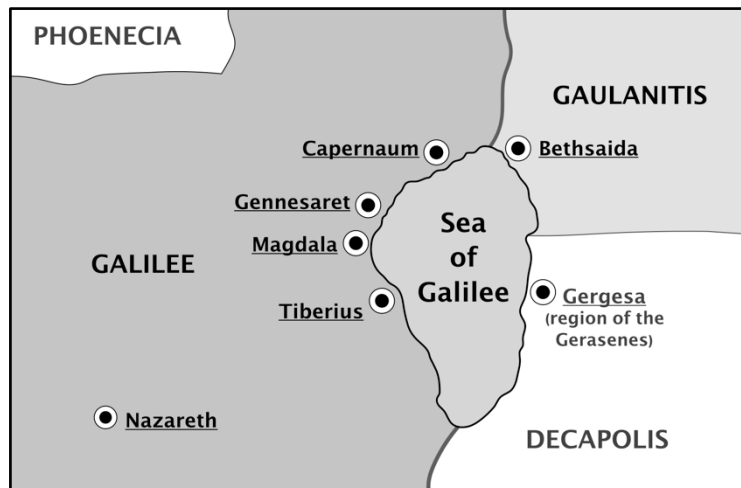 PHOENECIA
GAULANITIS
Capernaum
Bethsaida
Gennesaret
Magdala
Sea
of
Galilee
GALILEE
Tiberius
Gergesa
(region of the
Gerasenes)
Nazareth
DECAPOLIS